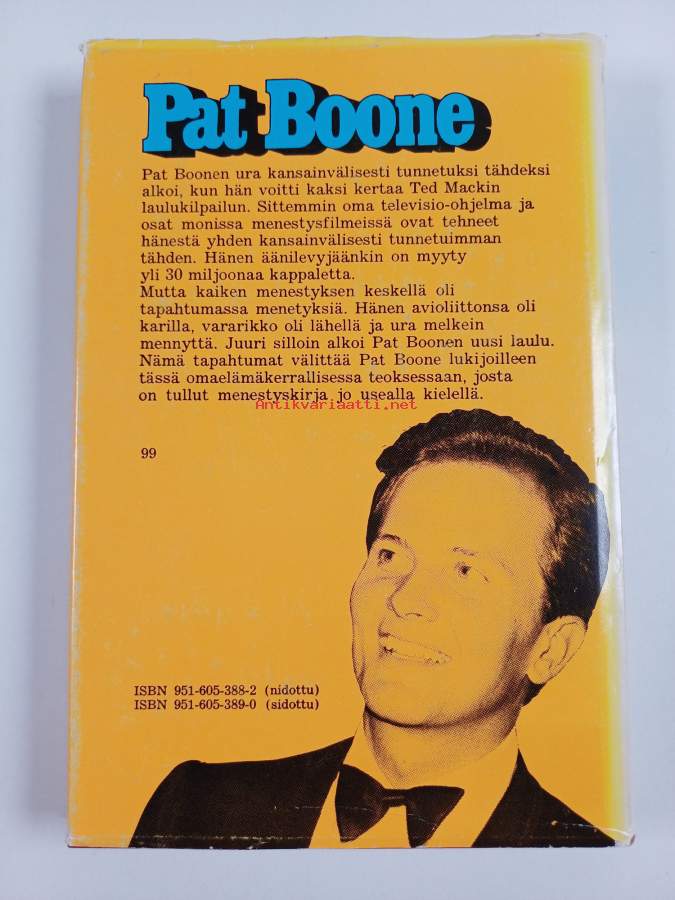 Pat Boone
Pat Boonen ura kansainvälisesti tunnetuksi tähdeksi
alkoi, kun hän voitti kaksi kertaa Ted Mackin
laulukilpailun. Sittemmin oma televisio-ohjelma ja
osat monissa menestysfilmeissä ovat tehneet
hänestä yhden kansainvälisesti tunnetuimman
tähden. Hänen äänilevyjäänkin on myyty
yli 30 miljoonaa kappaletta.
Mutta kaiken menestyksen keskellä oli
tapahtumassa menetyksiä. Hänen avioliittonsa oli
karilla, vararikko oli lähellä ja ura melkein
mennyttä. Juuri silloin alkoi Pat Boonen uusi laulu.
Nämä tapahtumat välittää Pat Boone lukijoilleen
tässä omaelämäkerrallisessa teoksessaan, josta
on tullut menestyskirja jo usealla kielellä.
Antikvariaatti.net
99
ISBN 951-605-388-2 (nidottu)
ISBN 951-605-389-0 (sidottu)